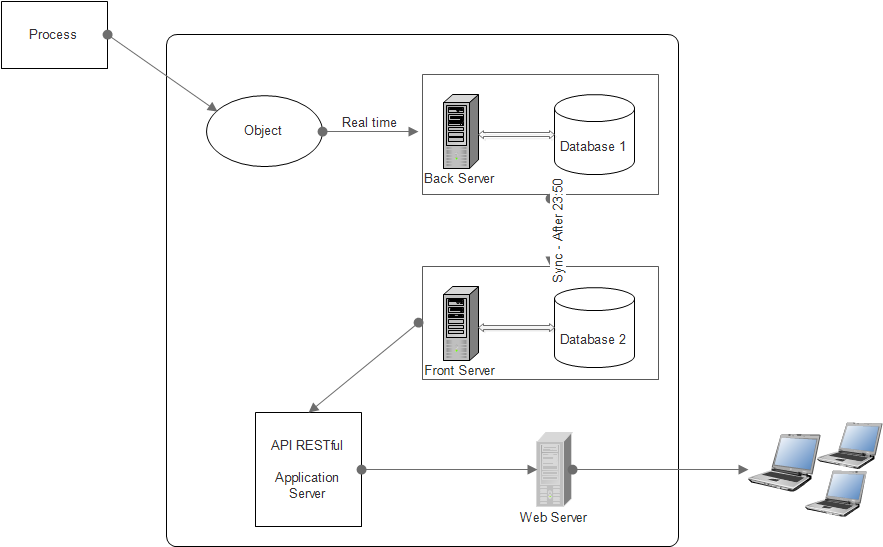 Process
Object
Real time
Back Server
Database 1
Sync - After 23:50
Front Server
Database 2
API RESTful
Application
Server
Web Server